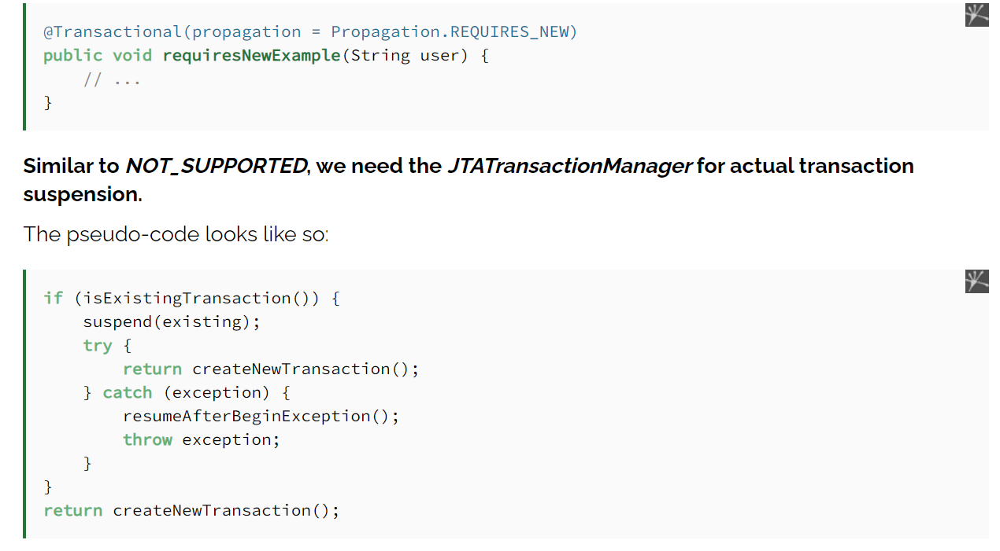 @Transactional(propagation = Propagation.REQUIRES_NEW)
public void requiresNewExample(String user) {
    // ...
}
Similar to NOT_SUPPORTED, we need the JTATransactionManager for actual transaction
suspension.
The pseudo-code looks like so:
if (isExistingTransaction()) {
    suspend(existing);
    try {
        return createNewTransaction();
    } catch (exception) {
        resumeAfterBeginException();
        throw exception;
    }
}
return createNewTransaction();